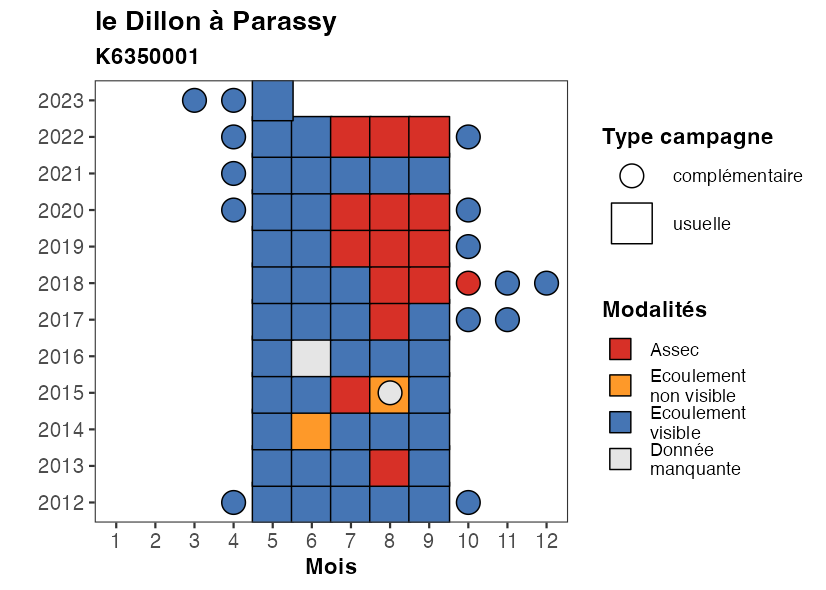 le Dillon à Parassy
K6350001
2023
2022
2021
2020
2019
2018
2017
2016
2015
2014
2013
2012
1 2 3 4 5 6 7 8 9 10 11 12
Mois
Type campagne
complémentaire
usuelle
Modalités
Assec
Ecoulement
non visible
Ecoulement
visible
Donnée
manquante